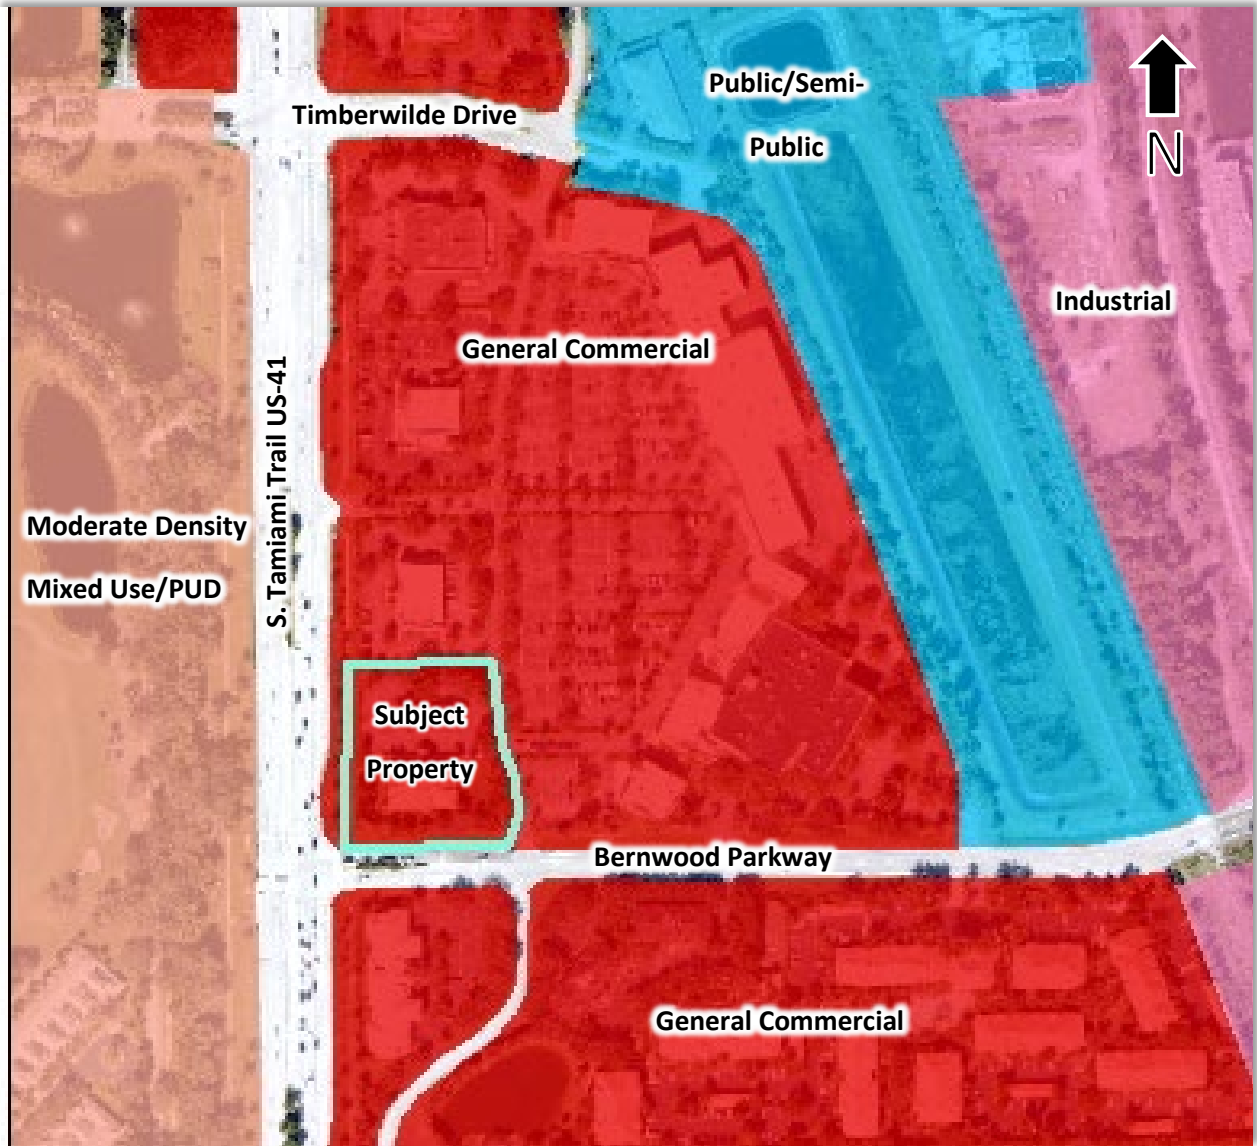 Public/Semi-
Public
Timberwilde Drive
N
Industrial
General Commercial
S. Tamiami Trail US-41
Moderate Density
Mixed Use/PUD
Subject
Property
Bernwood Parkway
General Commercial